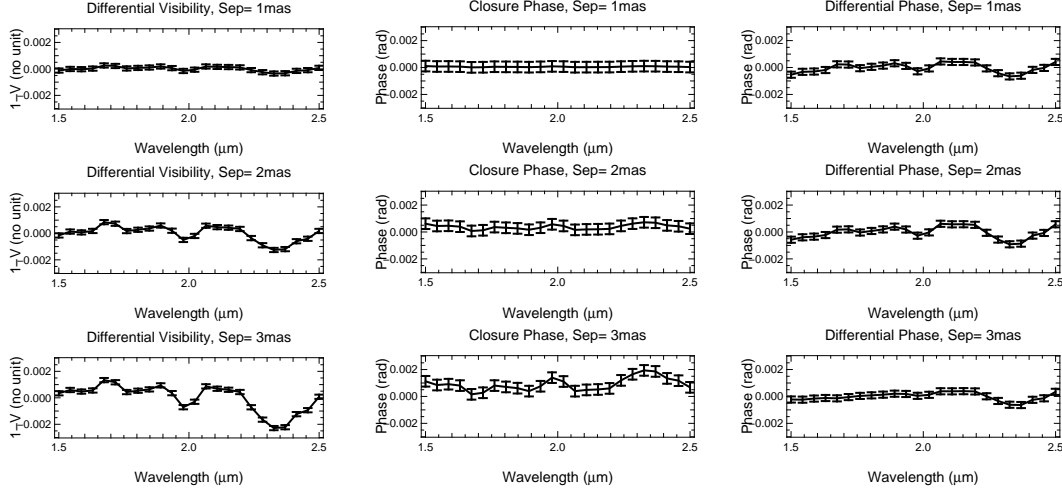 Differential Visibility, Sep= 1mas
1−V (no unit)
0.002
0.000
−0.002
1.5 2.0 2.5
Wavelength (μm)
Closure Phase, Sep= 1mas
Phase (rad)
0.002
0.000
−0.002
1.5 2.0 2.5
Wavelength (μm)
Differential Phase, Sep= 1mas
Phase (rad)
0.002
0.000
−0.002
1.5 2.0 2.5
Wavelength (μm)
Differential Visibility, Sep= 2mas
1−V (no unit)
0.002
0.000
−0.002
1.5 2.0 2.5
Wavelength (μm)
Closure Phase, Sep= 2mas
Phase (rad)
0.002
0.000
−0.002
1.5 2.0 2.5
Wavelength (μm)
Differential Phase, Sep= 2mas
Phase (rad)
0.002
0.000
−0.002
1.5 2.0 2.5
Wavelength (μm)
Differential Visibility, Sep= 3mas
1−V (no unit)
0.002
0.000
−0.002
1.5 2.0 2.5
Wavelength (μm)
Closure Phase, Sep= 3mas
Phase (rad)
0.002
0.000
−0.002
1.5 2.0 2.5
Wavelength (μm)
Differential Phase, Sep= 3mas
Phase (rad)
0.002
0.000
−0.002
1.5 2.0 2.5
Wavelength (μm)